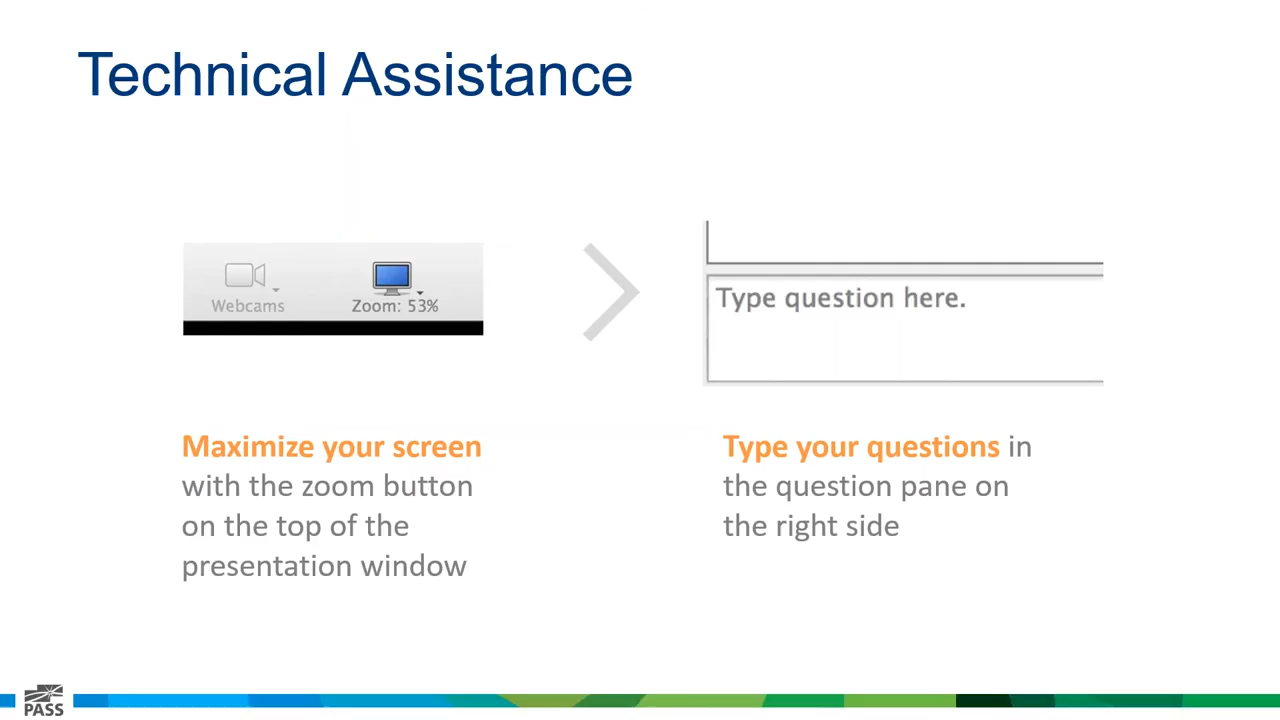 Technical Assistance
Webcams
Zoom: 53%
Type question here.
Maximize your screen
with the zoom button
on the top of the
presentation window
Type your questions in
the question pane on
the right side
PASS